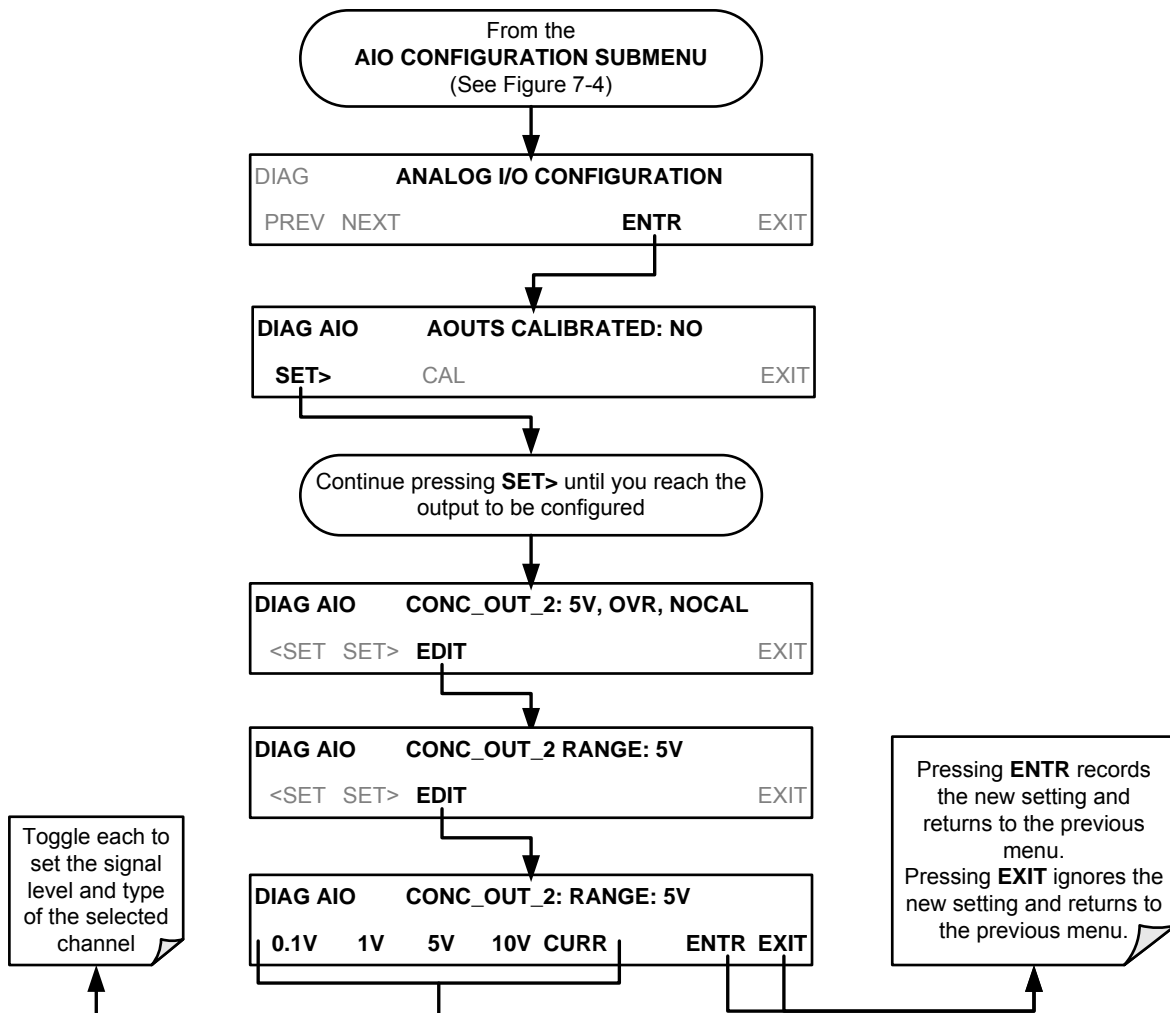 From the
AIO CONFIGURATION SUBMENU
(See Figure 7-4)
DIAG ANALOG I/O CONFIGURATION
PREV NEXT ENTR EXIT
DIAG AIO AOUTS CALIBRATED: NO
SET> CAL EXIT
Continue pressing SET> until you reach the
output to be configured
DIAG AIO CONC_OUT_2: 5V, OVR, NOCAL
<SET SET> EDIT EXIT
DIAG AIO CONC_OUT_2 RANGE: 5V
<SET SET> EDIT EXIT
Toggle each to
set the signal
level and type
of the selected
channel
DIAG AIO CONC_OUT_2: RANGE: 5V
0.1V 1V 5V 10V CURR ENTR EXIT
Pressing ENTR records
the new setting and
returns to the previous
menu.
Pressing EXIT ignores the
new setting and returns to
the previous menu.